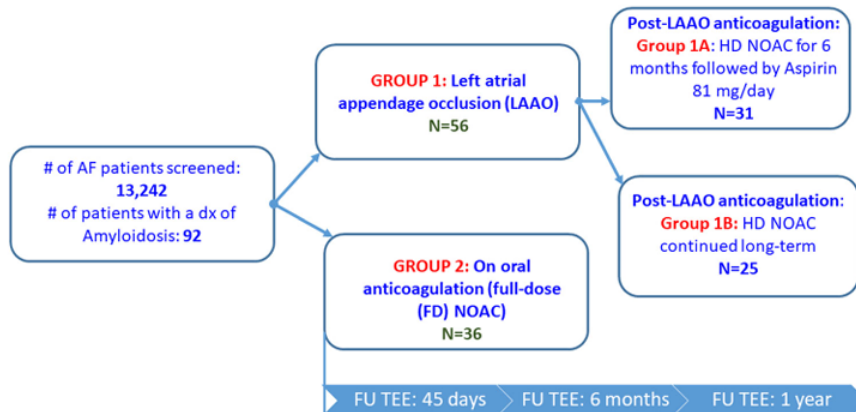 # of AF patients screened:
13,242
# of patients with a dx of
Amyloidosis: 92
GROUP 1: Left atrial
appendage occlusion (LAAO)
N=56
GROUP 2: On oral
anticoagulation (full-dose
(FD) NOAC)
N=36
Post-LAAO anticoagulation:
Group 1A: HD NOAC for 6
months followed by Aspirin
81 mg/day
N=31
Post-LAAO anticoagulation:
Group 1B: HD NOAC
continued long-term
N=25
FU TEE: 45 days FU TEE: 6 months FU TEE: 1 year